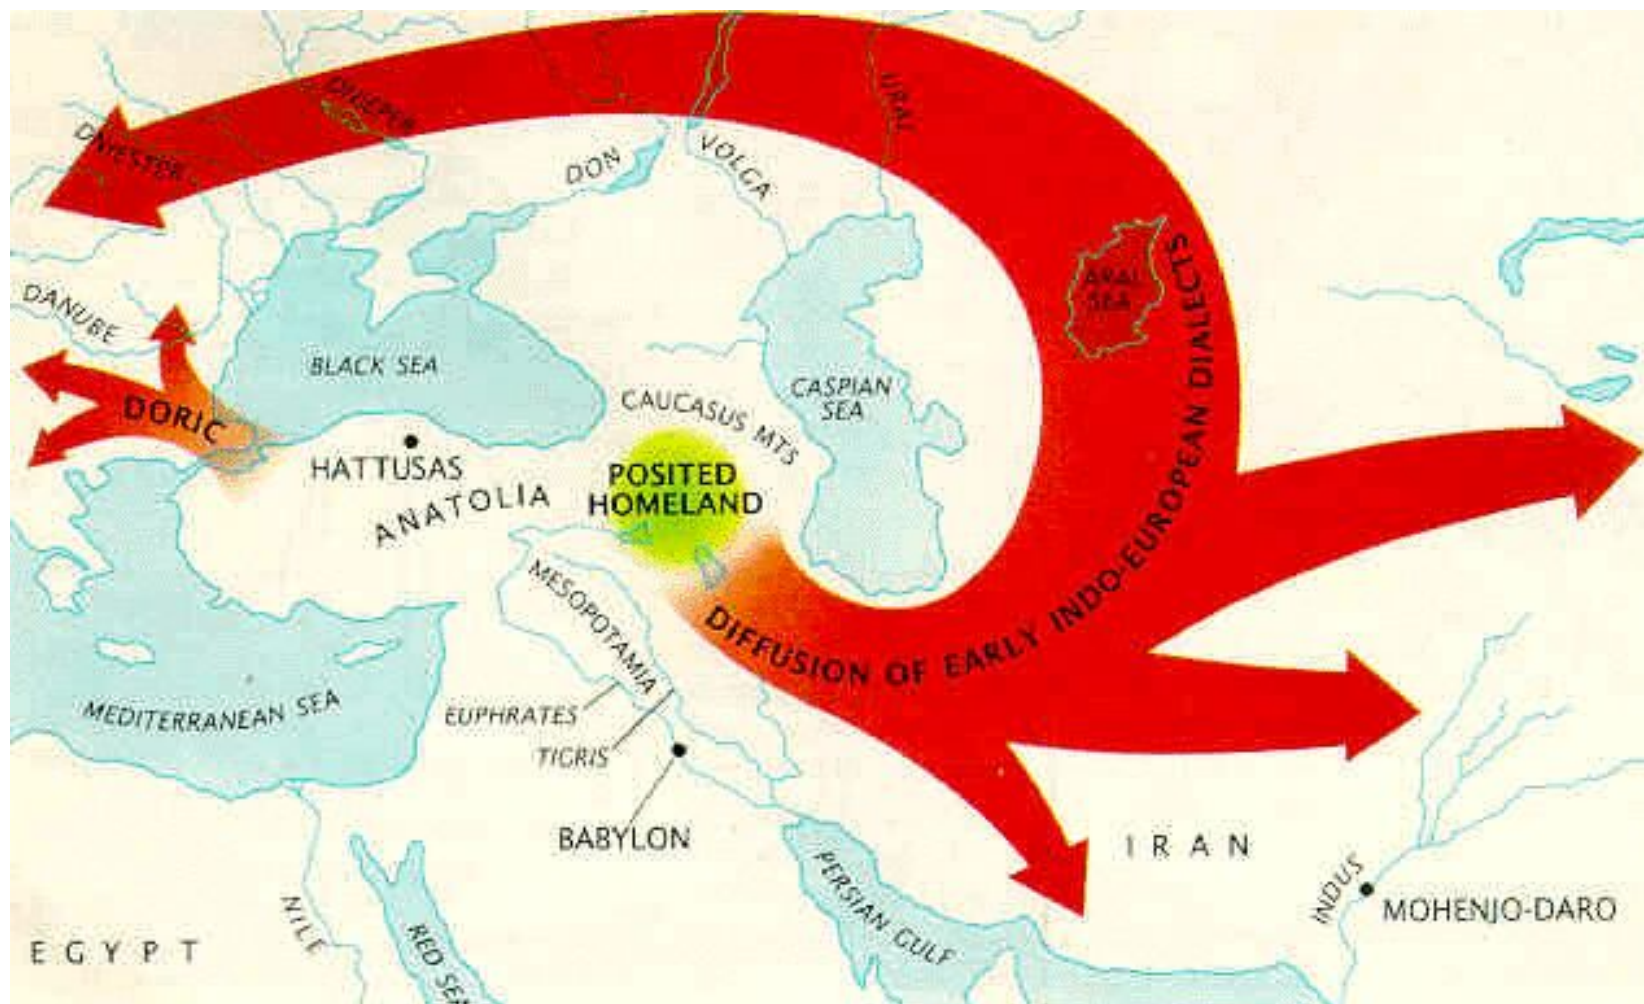 DNIEPER
URAL
DNIESTER
DON
VOLGA
ARAL
SEA
DANUBE
BLACK SEA
CASPIAN
SEA
CAUCASUS MTS
DORIC
HATTUSAS
POSITED
HOMELAND
ANATOLIA
MESOPOTAMIA
DIFFUSION OF EARLY INDO-EUROPEAN DIALECTS
MEDITERRANEAN SEA
EUPHRATES
TIGRIS
BABYLON
IRAN
PERSIAN GULF
INDUS
MOHENJO-DARO
NILE
RED SEA
EGYPT